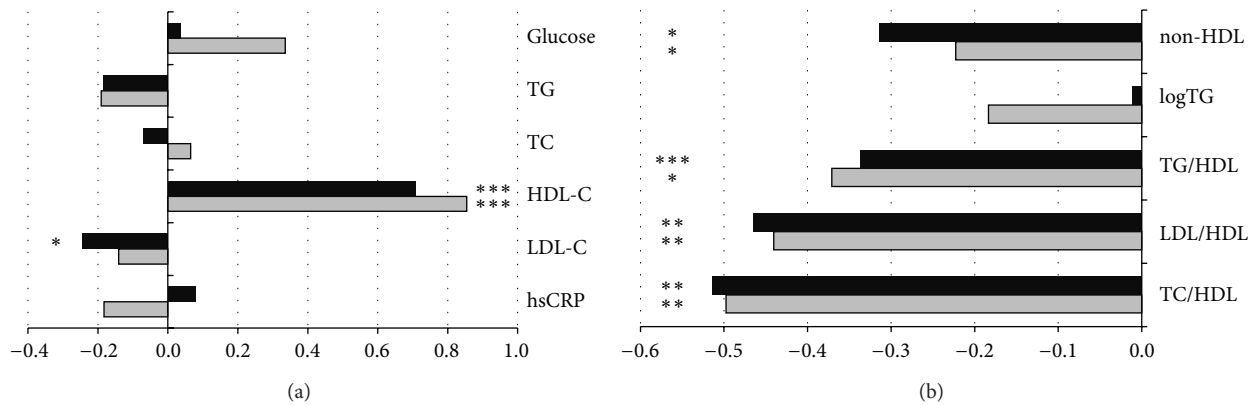 Glucose
TG
TC
HDL-C
***
***
LDL-C
*
hsCRP
−0.4 −0.2 0.0 0.2 0.4 0.6 0.8 1.0
(a)
non-HDL
*
*
logTG
TG/HDL
***
*
LDL/HDL
**
**
TC/HDL
**
**
−0.6 −0.5 −0.4 −0.3 −0.2 −0.1 0.0
(b)